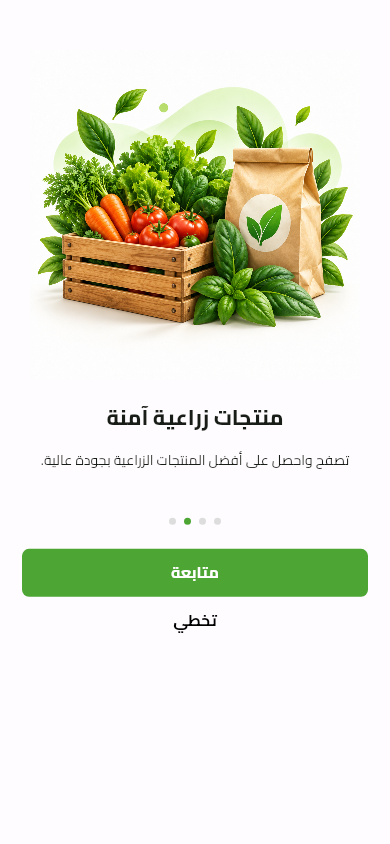 منتجات زراعية آمنة
تصفح واحصل على أفضل المنتجات الزراعية بجودة عالية.
متابعة
تخطي